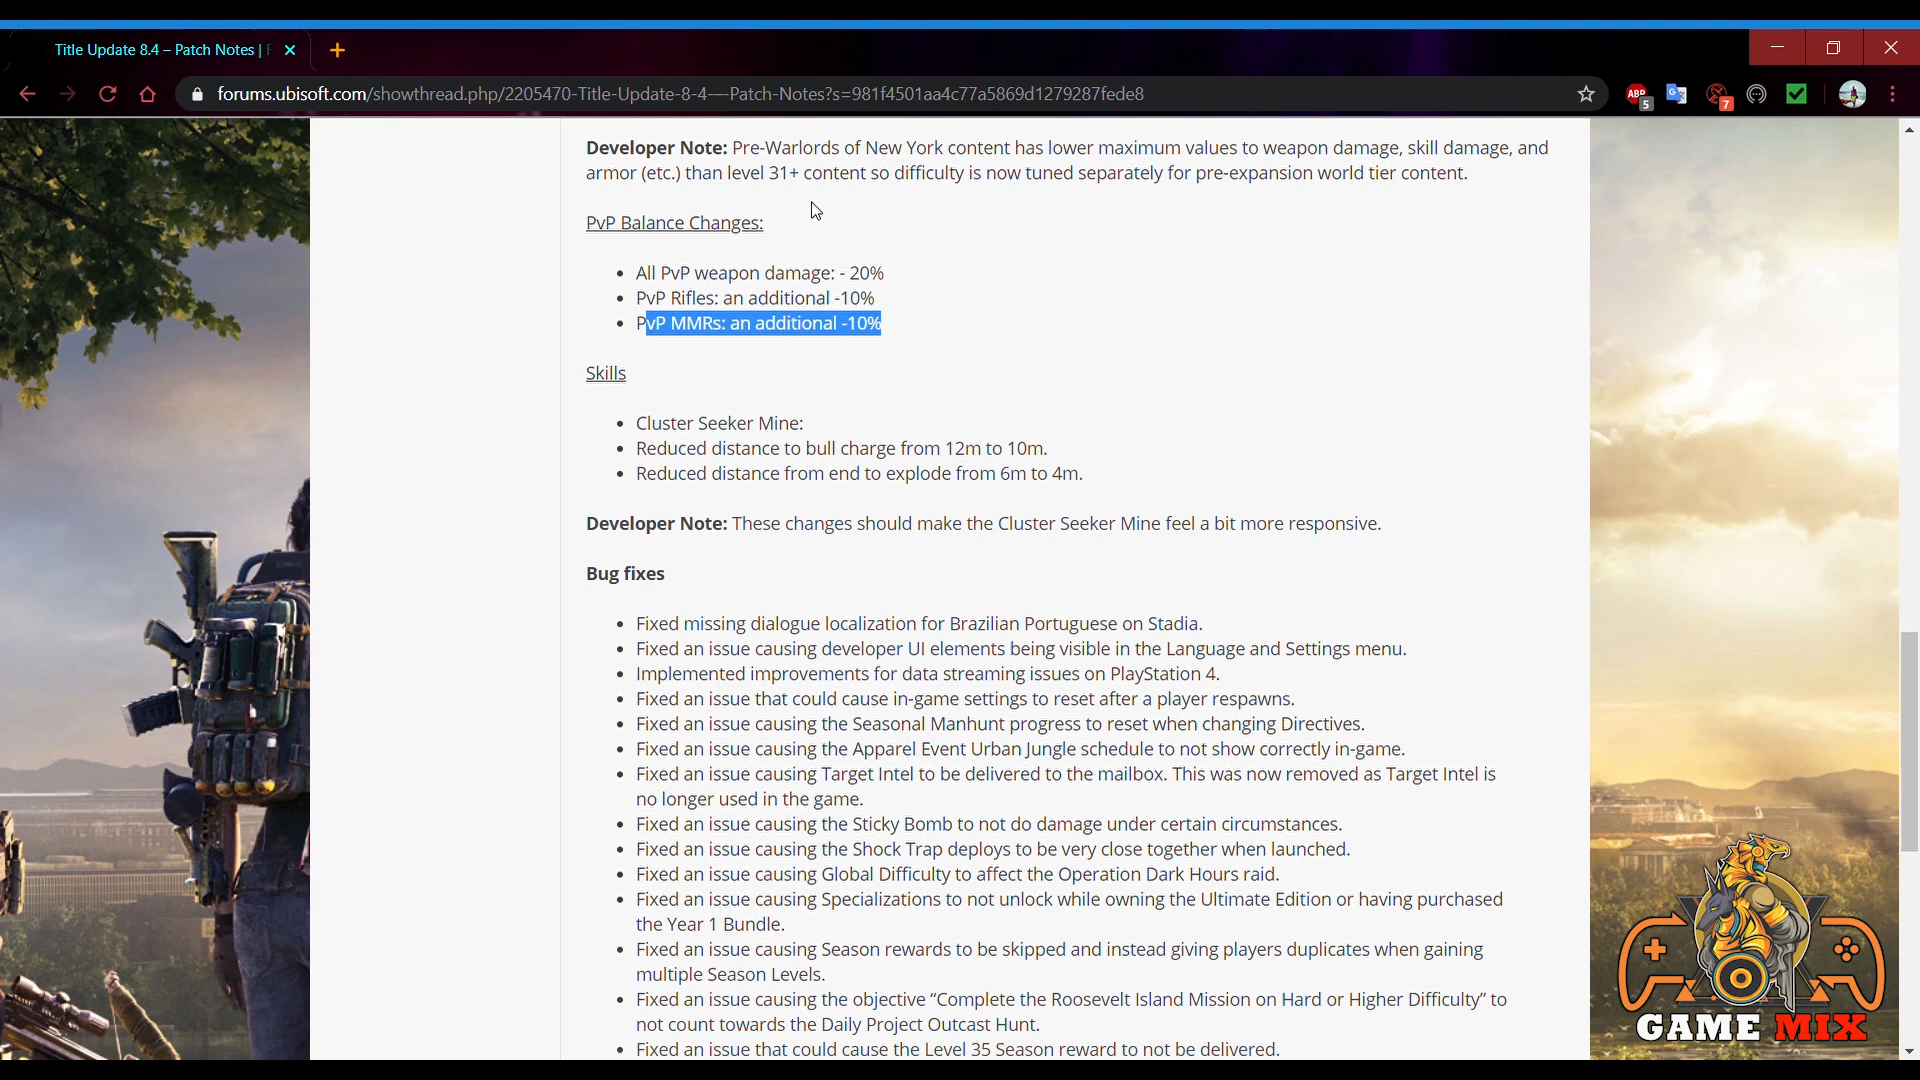 Title Update 8.4 – Patch Notes |
forums.ubisoft.com/showthread.php/2205470-Title-Update-8-4-–-Patch-Notes?s=981f4501aa4c77a5869d1279287fede8
ABP
5
7
Developer Note: Pre-Warlords of New York content has lower maximum values to weapon damage, skill damage, and
armor (etc.) than level 31+ content so difficulty is now tuned separately for pre-expansion world tier content.
PvP Balance Changes:
• All PvP weapon damage: - 20%
• PvP Rifles: an additional -10%
• PvP MMRs: an additional -10%
Skills
• Cluster Seeker Mine:
• Reduced distance to bull charge from 12m to 10m.
• Reduced distance from end to explode from 6m to 4m.
Developer Note: These changes should make the Cluster Seeker Mine feel a bit more responsive.
Bug fixes
• Fixed missing dialogue localization for Brazilian Portuguese on Stadia.
• Fixed an issue causing developer UI elements being visible in the Language and Settings menu.
• Implemented improvements for data streaming issues on PlayStation 4.
• Fixed an issue that could cause in-game settings to reset after a player respawns.
• Fixed an issue causing the Seasonal Manhunt progress to reset when changing Directives.
• Fixed an issue causing the Apparel Event Urban Jungle schedule to not show correctly in-game.
• Fixed an issue causing Target Intel to be delivered to the mailbox. This was now removed as Target Intel is
no longer used in the game.
• Fixed an issue causing the Sticky Bomb to not do damage under certain circumstances.
• Fixed an issue causing the Shock Trap deploys to be very close together when launched.
• Fixed an issue causing Global Difficulty to affect the Operation Dark Hours raid.
• Fixed an issue causing Specializations to not unlock while owning the Ultimate Edition or having purchased
the Year 1 Bundle.
• Fixed an issue causing Season rewards to be skipped and instead giving players duplicates when gaining
multiple Season Levels.
• Fixed an issue causing the objective “Complete the Roosevelt Island Mission on Hard or Higher Difficulty” to
not count towards the Daily Project Outcast Hunt.
• Fixed an issue that could cause the Level 35 Season reward to not be delivered.
GAME MIX